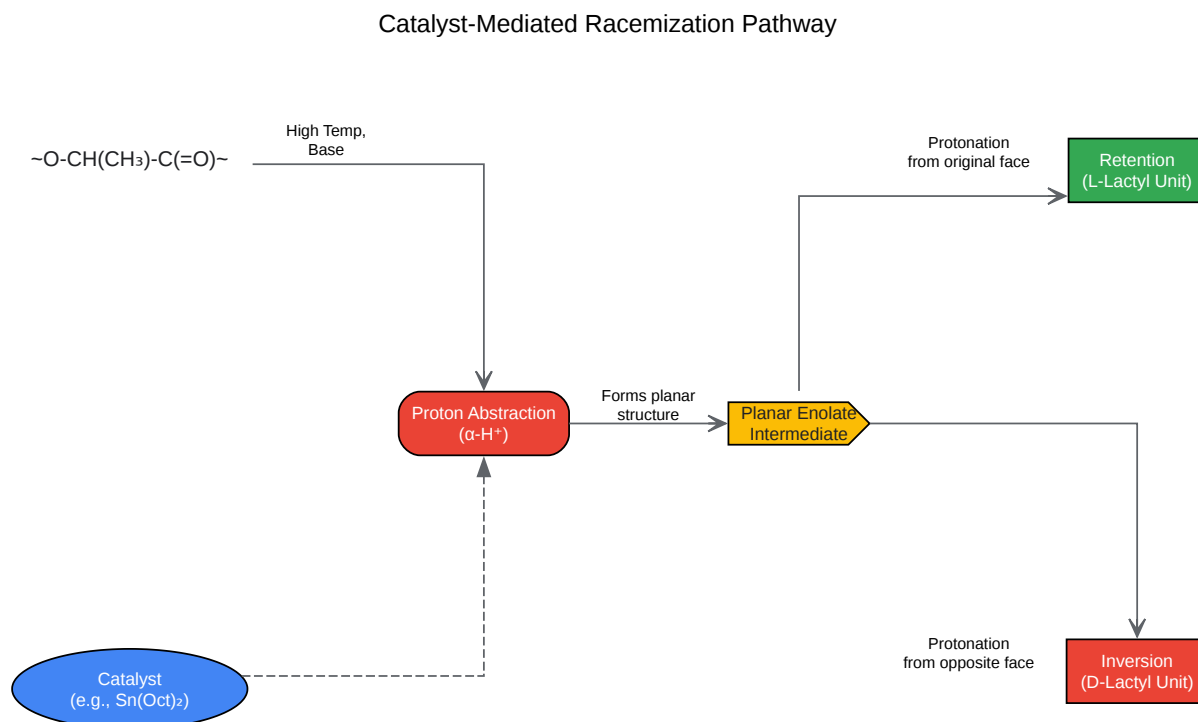 Catalyst-Mediated Racemization Pathway
~O-CH(CH₃)-C(=O)~
High Temp,
Base
Protonation
from original face
Retention
(L-Lactyl Unit)
Proton Abstraction
(α-H⁺)
Forms planar
structure
Planar Enolate
Intermediate
Catalyst
(e.g., Sn(Oct)₂)
Protonation
from opposite face
Inversion
(D-Lactyl Unit)